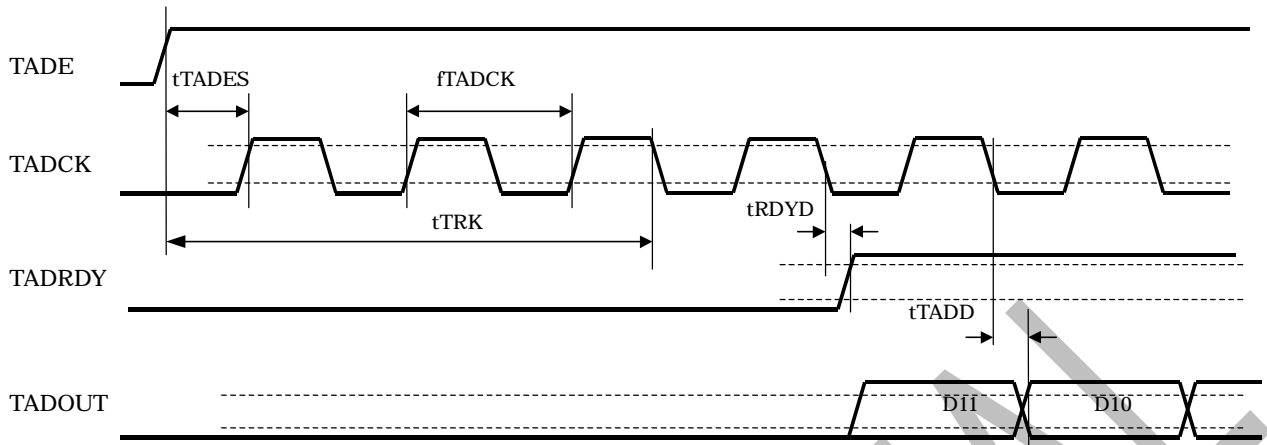 TADE
tTADES
fTADCK
TADCK
tTRK
tRDYD
TADRDY
tTADD
TADOUT
D11
D10